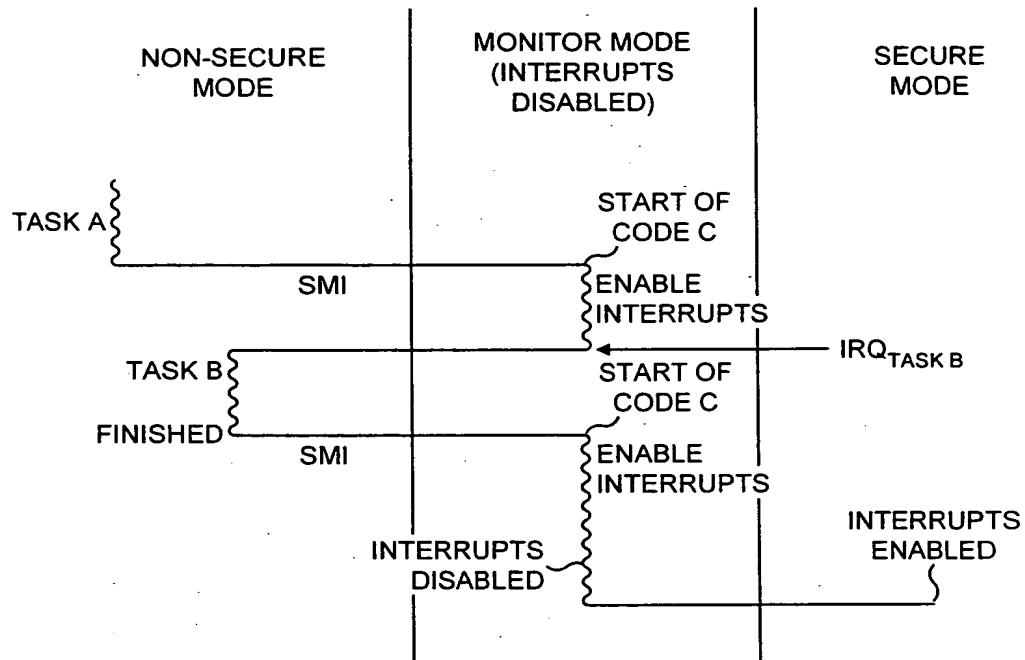 NON-SECURE
MODE
MONITOR MODE
(INTERRUPTS
DISABLED)
SECURE
MODE
TASK A
START OF
CODE C
SMI
ENABLE
INTERRUPTS
IRQTASK B
TASK B
START OF
CODE C
FINISHED
SMI
ENABLE
INTERRUPTS
INTERRUPTS
DISABLED
INTERRUPTS
ENABLED